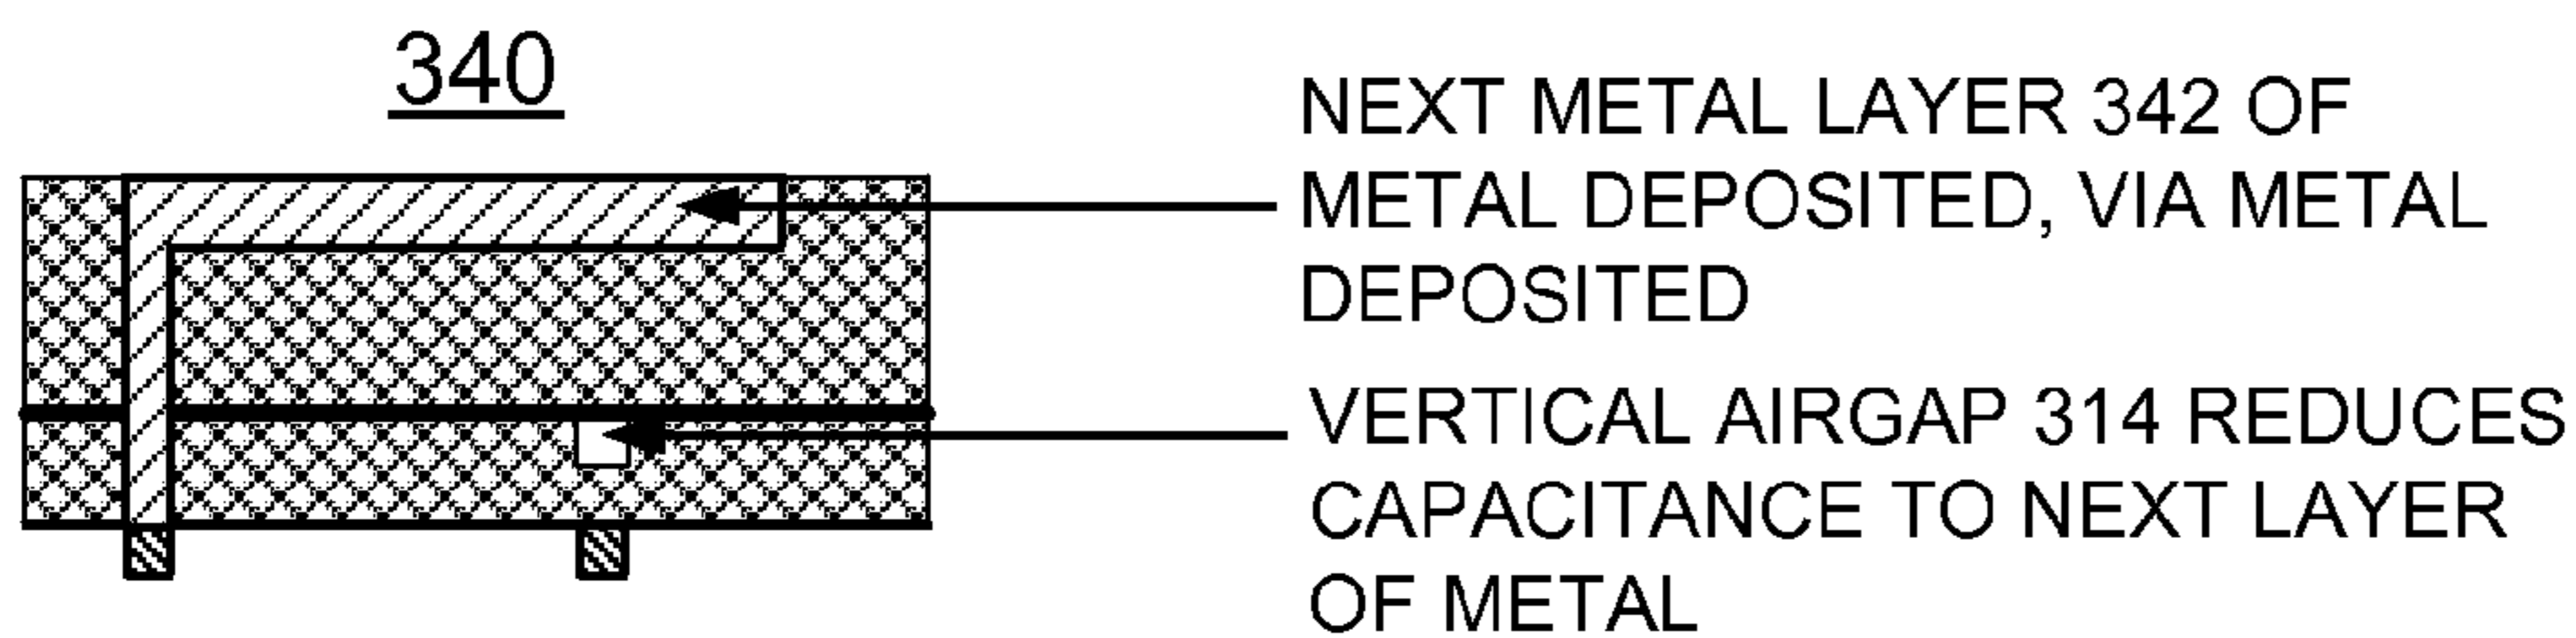 340
NEXT METAL LAYER 342 OF
METAL DEPOSITED, VIA METAL
DEPOSITED
VERTICAL AIRGAP 314 REDUCES
CAPACITANCE TO NEXT LAYER
OF METAL